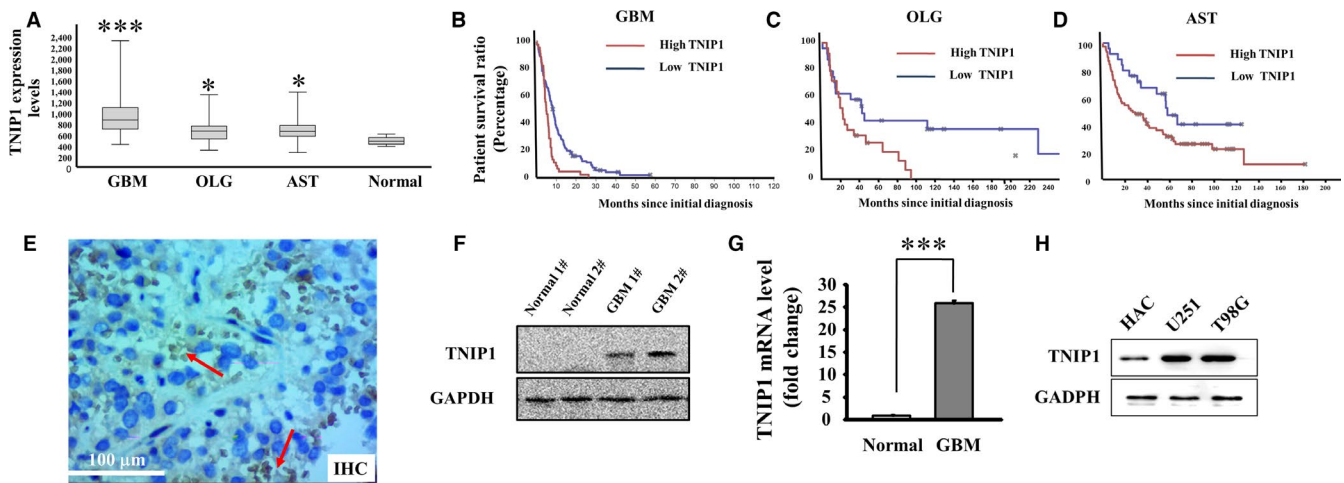 A
TNIP1 expression
levels
2,400
2,200
2,000
1,800
1,600
1,400
1,200
1,000
800
600
400
200
0
***
*
*
GBM
OLG
AST
Normal
B
GBM
High TNIP1
Low TNIP1
Patient survival ratio
(Percentage)
100
80
60
40
20
0
10 20 30 40 50 60 70 80 90 100 110 120
Months since initial diagnosis
C
OLG
High TNIP1
Low TNIP1
100
80
60
40
20
0
20 40 60 80 100 120 140 160 180 200 220 240
Months since initial diagnosis
D
AST
High TNIP1
Low TNIP1
100
80
60
40
20
0
20 40 60 80 100 120 140 160 180 200
Months since initial diagnosis
E
100 µm
IHC
F
Normal 1#
Normal 2#
GBM 1#
GBM 2#
TNIP1
GAPDH
G
TNIP1 mRNA level
(fold change)
30
25
20
15
10
5
0
***
Normal
GBM
H
HAC
U251
T98G
TNIP1
GADPH